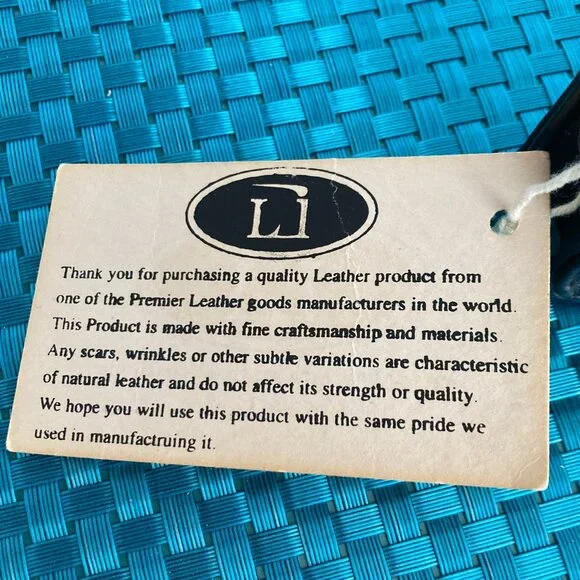 Li
Thank you for purchasing a quality Leather product from
one of the Premier Leather goods manufacturers in the world.
This Product is made with fine craftsmanship and materials.
Any scars, wrinkles or other subtle variations are characteristic
of natural leather and do not affect its strength or quality.
We hope you will use this product with the same pride we
used in manufactruing it.